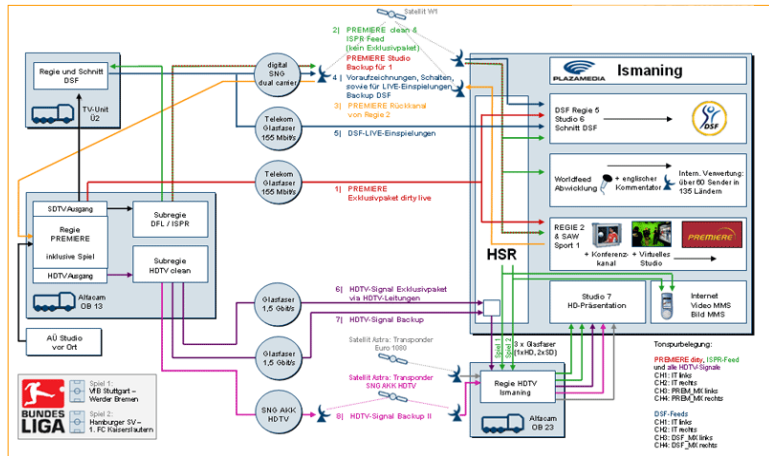 Satellit W1
2) PREMIERE clean &
ISPR-Feed
(kein Exklusivpaket)
PREMIERE Studio
Backup für 1
4) Voraufzeichnungen, Schalten,
sowie für LIVE-Einspielungen
Backup DSF
3) PREMIERE Rückkanal
von Regie 2
5) DSF-LIVE-Einspielungen
1) PREMIERE
Exklusivpaket dirty live
6) HDTV-Signal Exklusivpaket
via HDTV-Leitungen
7) HDTV-Signal Backup
Satellit Astra: Transponder
Euro 1080
Satellit Astra: Transponder
SNG AKK HDTV
8) HDTV-Signal Backup II
Regie und Schnitt
DSF
TV-Unit
Ü2
digital
SNG
dual carrier
Telekom
Glasfaser
155 Mbit/s
Telekom
Glasfaser
155 Mbit/s
SDTV Ausgang
Regie
PREMIERE
inklusive Spiel
HDTV Ausgang
Subregie
DFL / ISPR
Subregie
HDTV clean
Altacam
OB 13
AÜ Studio
vor Ort
Glasfaser
1,5 Gbit/s
Glasfaser
1,5 Gbit/s
SNG AKK
HDTV
BUNDES
LIGA
Spiel 1:
VfB Stuttgart –
Werder Bremen
Spiel 2:
Hamburger SV –
1. FC Kaiserslautern
PLAZAMEDIA
Ismaning
DSF Regie 5
Studio 6
Schnitt DSF
DSF
Worldfeed
Abwicklung
+ englischer
Kommentator
Intern. Verwertung:
über 60 Sender in
135 Ländern
REGIE 2
& SAW
Sport 1
+ Konferenz-
kanal
+ Virtuelles
Studio
PREMIERE
HSR
Studio 7
HD-Präsentation
Internet
Video MMS
Bild MMS
Spiel 1
Spiel 2
8 x Glasfaser
(1xHD, 2xSD)
Regie HDTV
Ismaning
Altacam
OB 23
Tonspurbelegung:
PREMIERE dirty, ISPR-Feed
und alle HDTV-Signale
CH1: IT links
CH2: IT rechts
CH3: PREM_MX links
CH4: PREM_MX rechts
DSF-Feeds
CH1: IT links
CH2: IT rechts
CH3: DSF_MX links
CH4: DSF_MX rechts